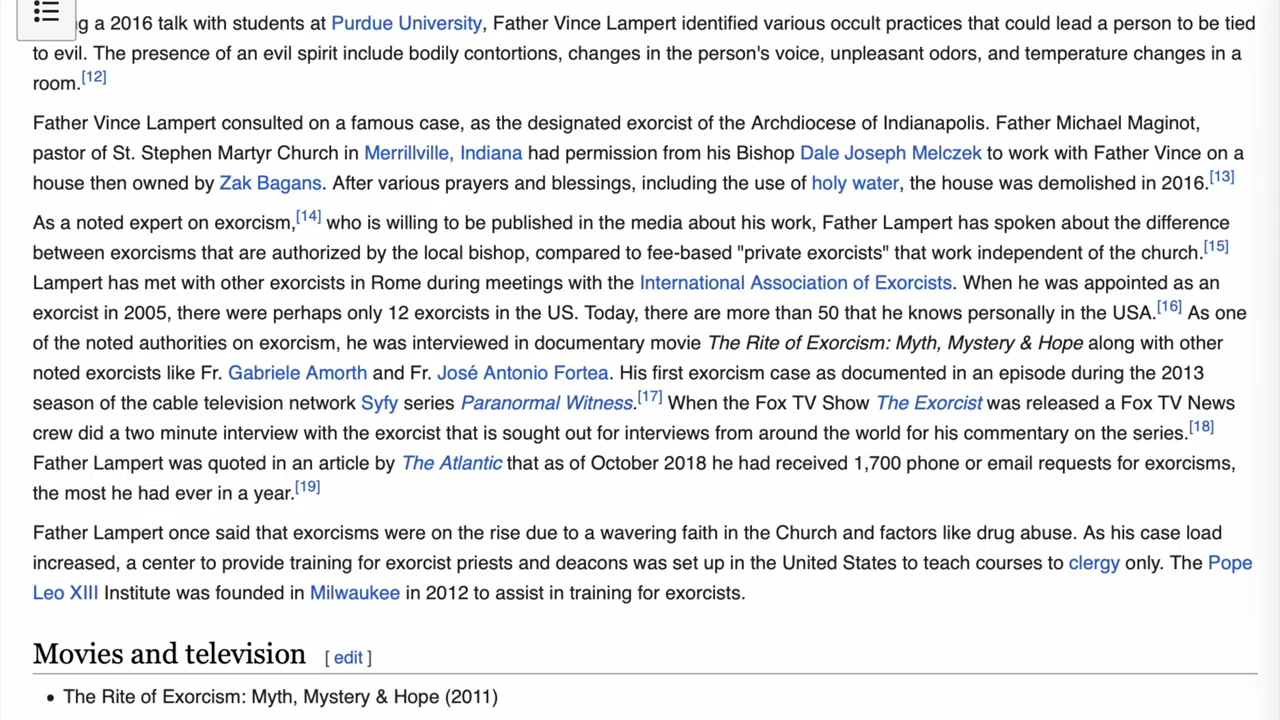 g a 2016 talk with students at Purdue University, Father Vince Lampert identified various occult practices that could lead a person to be tied
to evil. The presence of an evil spirit include bodily contortions, changes in the person's voice, unpleasant odors, and temperature changes in a
room.[12]
Father Vince Lampert consulted on a famous case, as the designated exorcist of the Archdiocese of Indianapolis. Father Michael Maginot,
pastor of St. Stephen Martyr Church in Merrillville, Indiana had permission from his Bishop Dale Joseph Melczek to work with Father Vince on a
house then owned by Zak Bagans. After various prayers and blessings, including the use of holy water, the house was demolished in 2016.[13]
As a noted expert on exorcism,[14] who is willing to be published in the media about his work, Father Lampert has spoken about the difference
between exorcisms that are authorized by the local bishop, compared to fee-based "private exorcists" that work independent of the church.[15]
Lampert has met with other exorcists in Rome during meetings with the International Association of Exorcists. When he was appointed as an
exorcist in 2005, there were perhaps only 12 exorcists in the US. Today, there are more than 50 that he knows personally in the USA.[16] As one
of the noted authorities on exorcism, he was interviewed in documentary movie The Rite of Exorcism: Myth, Mystery & Hope along with other
noted exorcists like Fr. Gabriele Amorth and Fr. José Antonio Fortea. His first exorcism case as documented in an episode during the 2013
season of the cable television network Syfy series Paranormal Witness.[17] When the Fox TV Show The Exorcist was released a Fox TV News
crew did a two minute interview with the exorcist that is sought out for interviews from around the world for his commentary on the series.[18]
Father Lampert was quoted in an article by The Atlantic that as of October 2018 he had received 1,700 phone or email requests for exorcisms,
the most he had ever in a year.[19]
Father Lampert once said that exorcisms were on the rise due to a wavering faith in the Church and factors like drug abuse. As his case load
increased, a center to provide training for exorcist priests and deacons was set up in the United States to teach courses to clergy only. The Pope
Leo XIII Institute was founded in Milwaukee in 2012 to assist in training for exorcists.
Movies and television [ edit ]
• The Rite of Exorcism: Myth, Mystery & Hope (2011)